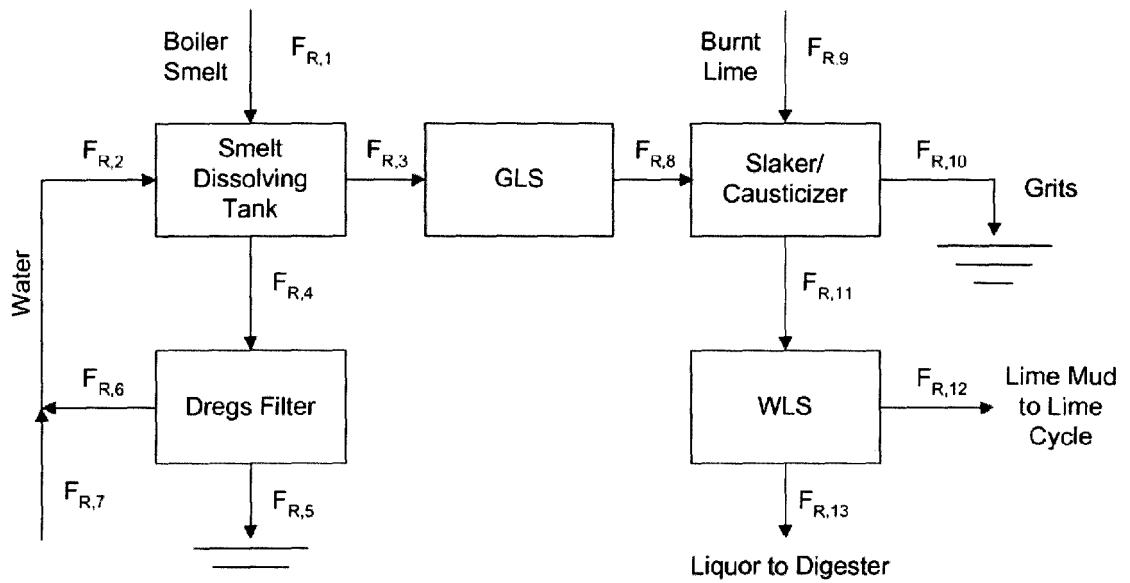 Boiler
Smelt
F_R,1
Burnt
Lime
F_R,9
F_R,2
Smelt
Dissolving
Tank
F_R,3
GLS
F_R,8
Slaker/
Causticizer
F_R,10
Grits
Water
F_R,4
F_R,11
F_R,6
Dregs Filter
WLS
F_R,12
Lime Mud
to Lime
Cycle
F_R,7
F_R,5
F_R,13
Liquor to Digester